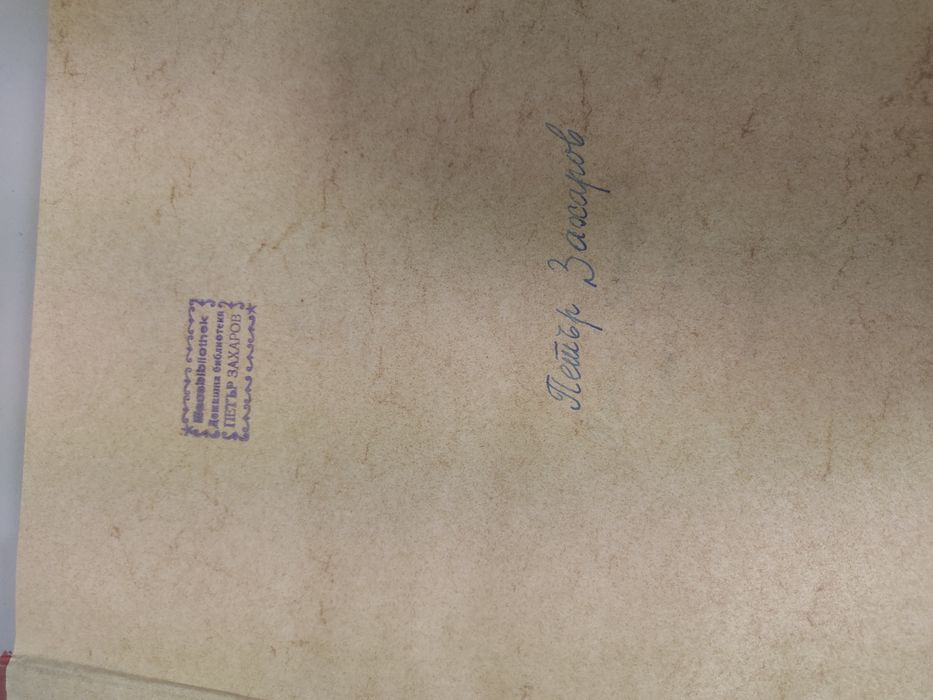 Hausbibliothek
Домашна библиотека
ПЕТЪР ЗАХАРОВ
Петър Захаров